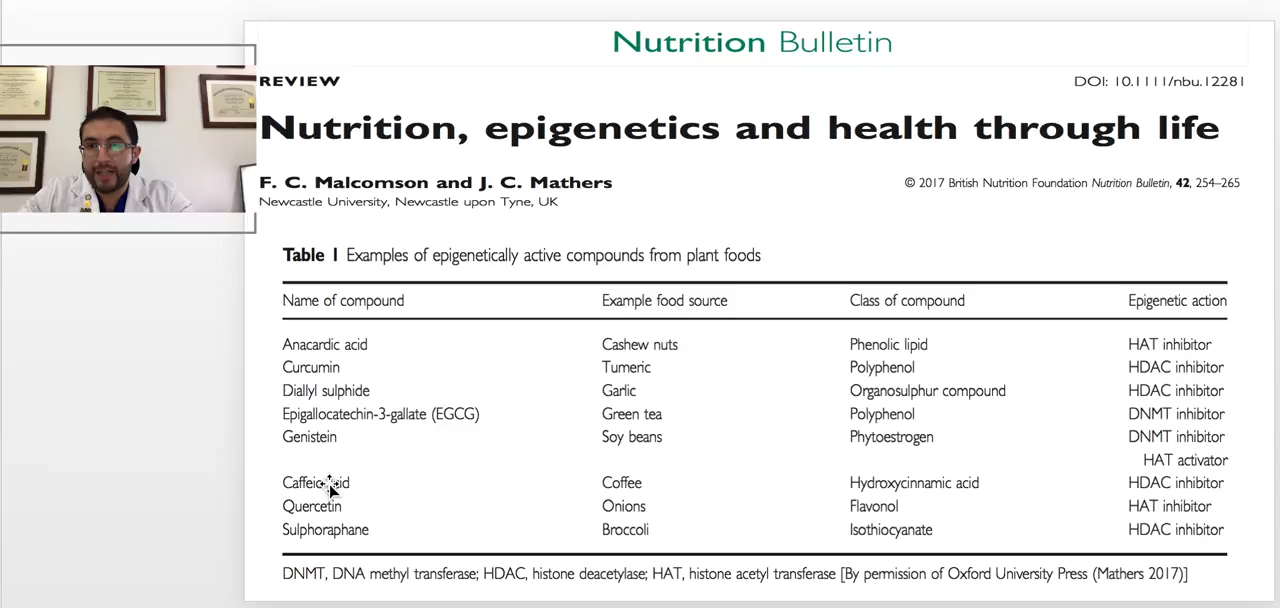 Nutrition Bulletin
REVIEW
DOI: 10.1111/nbu.12281
Nutrition, epigenetics and health through life
F. C. Malcomson and J. C. Mathers
© 2017 British Nutrition Foundation Nutrition Bulletin, 42, 254–265
Newcastle University, Newcastle upon Tyne, UK
Table 1 Examples of epigenetically active compounds from plant foods
Name of compound Example food source Class of compound Epigenetic action
Anacardic acid Cashew nuts Phenolic lipid HAT inhibitor
Curcumin Tumeric Polyphenol HDAC inhibitor
Diallyl sulphide Garlic Organosulphur compound HDAC inhibitor
Epigallocatechin-3-gallate (EGCG) Green tea Polyphenol DNMT inhibitor
Genistein Soy beans Phytoestrogen DNMT inhibitor
HAT activator
Caffeic acid Coffee Hydroxycinnamic acid HDAC inhibitor
Quercetin Onions Flavonol HAT inhibitor
Sulphoraphane Broccoli Isothiocyanate HDAC inhibitor
DNMT, DNA methyl transferase; HDAC, histone deacetylase; HAT, histone acetyl transferase [By permission of Oxford University Press (Mathers 2017)]